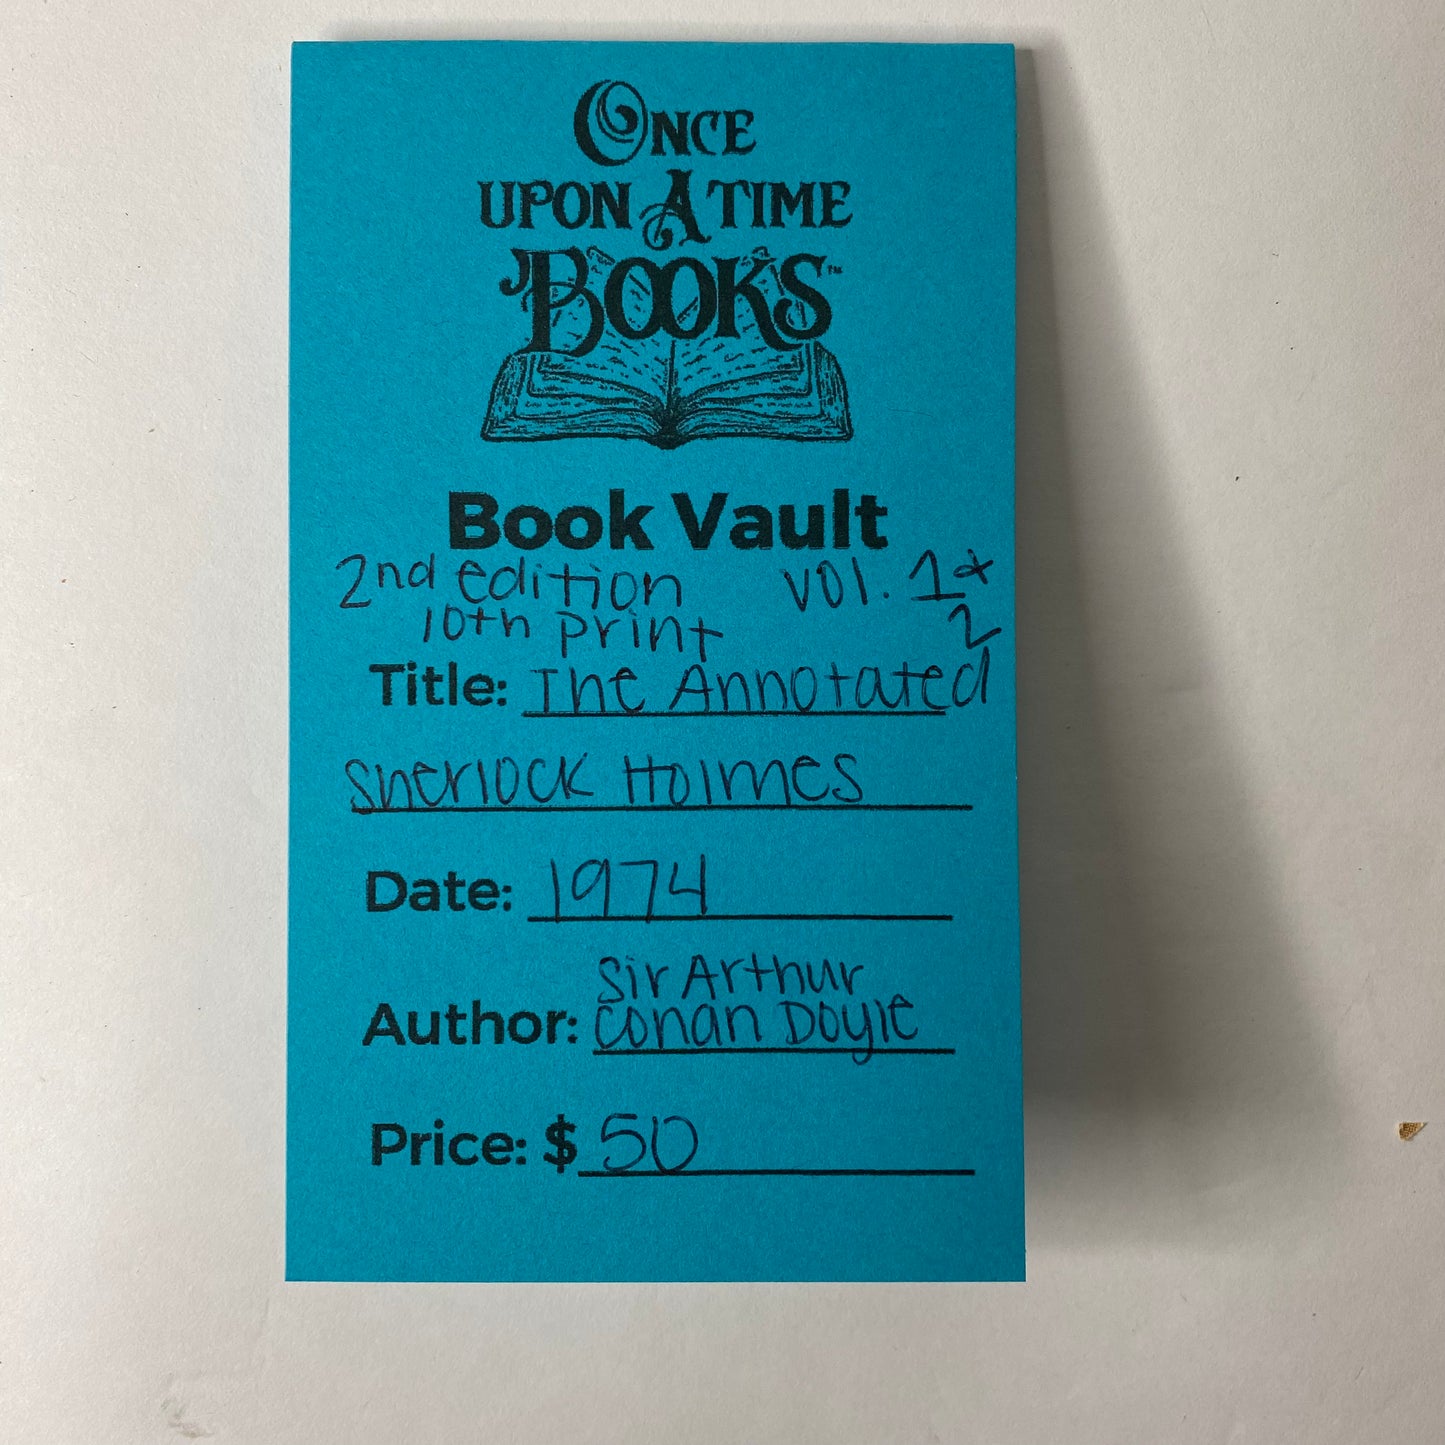 ONCE
UPON A TIME
BOOKS™
Book Vault
2nd edition vol. 1 &
10th print 2
Title: The Annotated
Sherlock Holmes
Date: 1974
Sir Arthur
Author: Conan Doyle
Price: $ 50